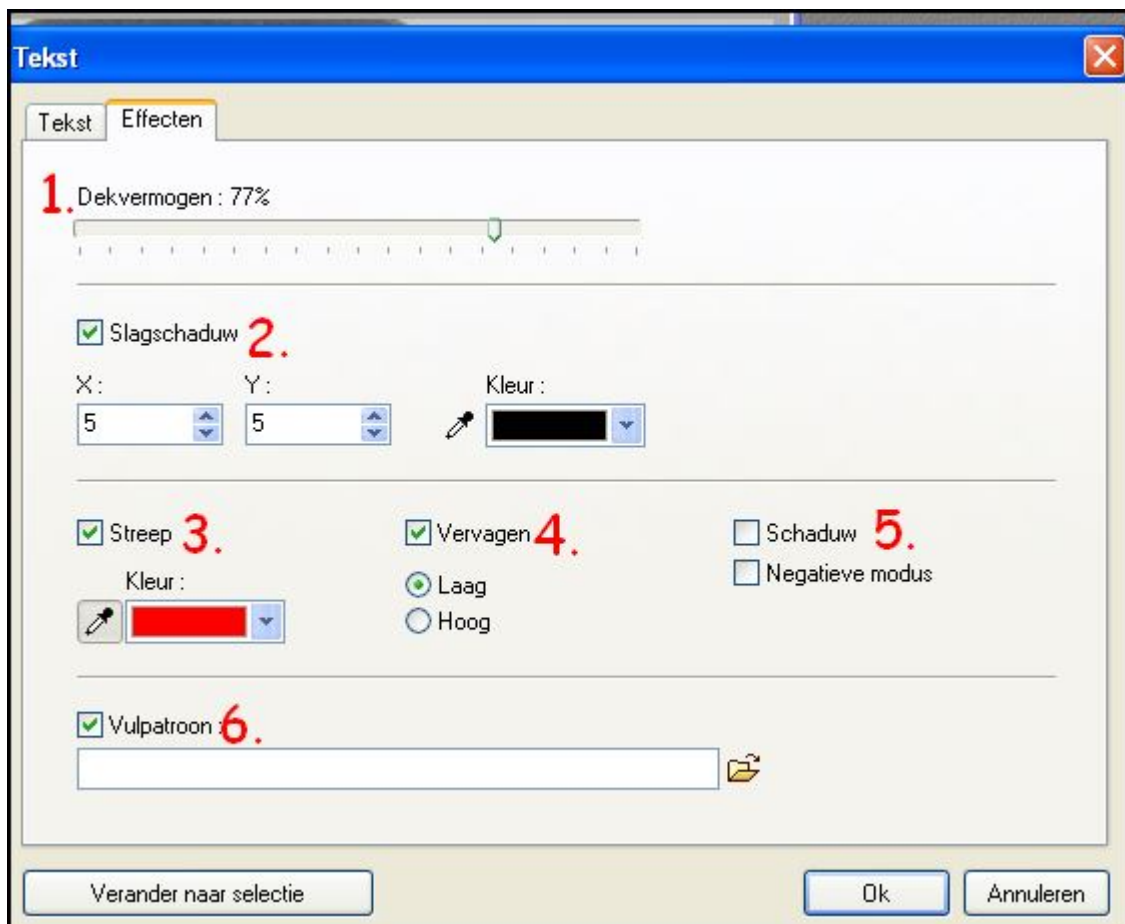 Tekst
Tekst Effecten
1. Dekvermogen : 77%
Slagschaduw 2.
X : Y : Kleur :
5 5
Streep 3. Vervagen 4. Schaduw 5.
Kleur : Laag Negatieve modus
Hoog
Vulpatroon : 6.
Verander naar selectie Ok Annuleren